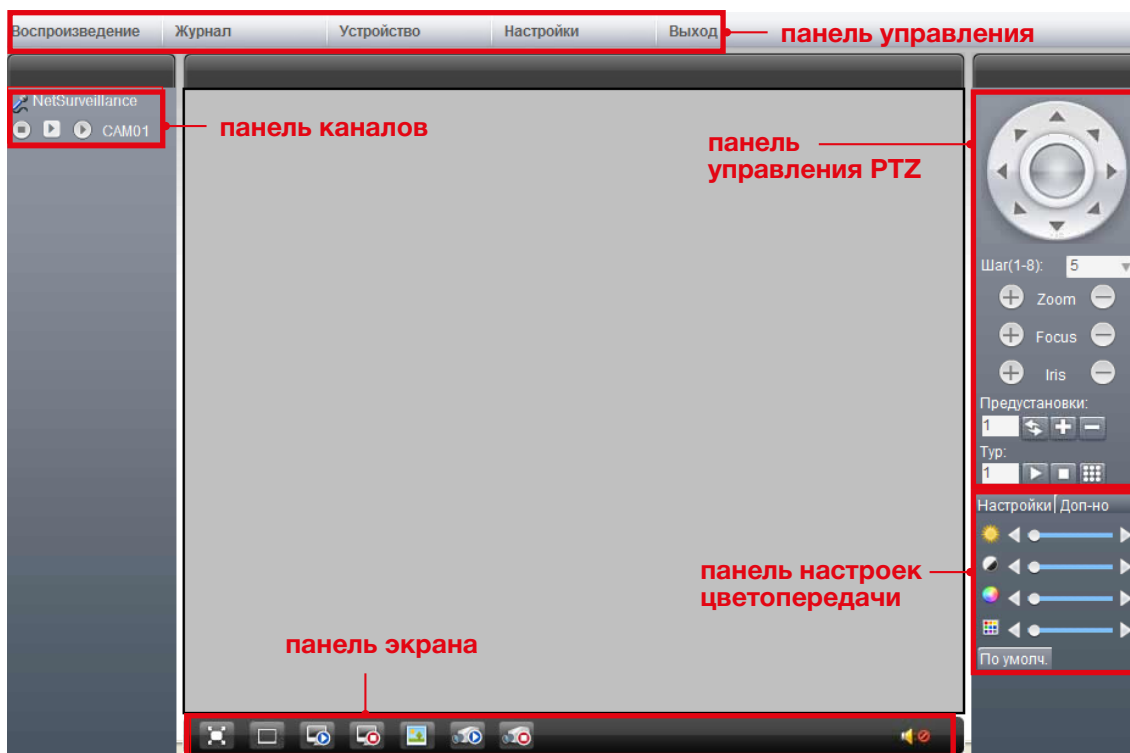 Воспроизведение Журнал Устройство Настройки Выход
панель управления
NetSurveillance
CAM01
панель каналов
панель
управления PTZ
Шаг(1-8): 5
Zoom
Focus
Iris
Предустановки:
1
Тур:
1
Настройки Доп-но
панель настроек
цветопередачи
По умолч.
панель экрана